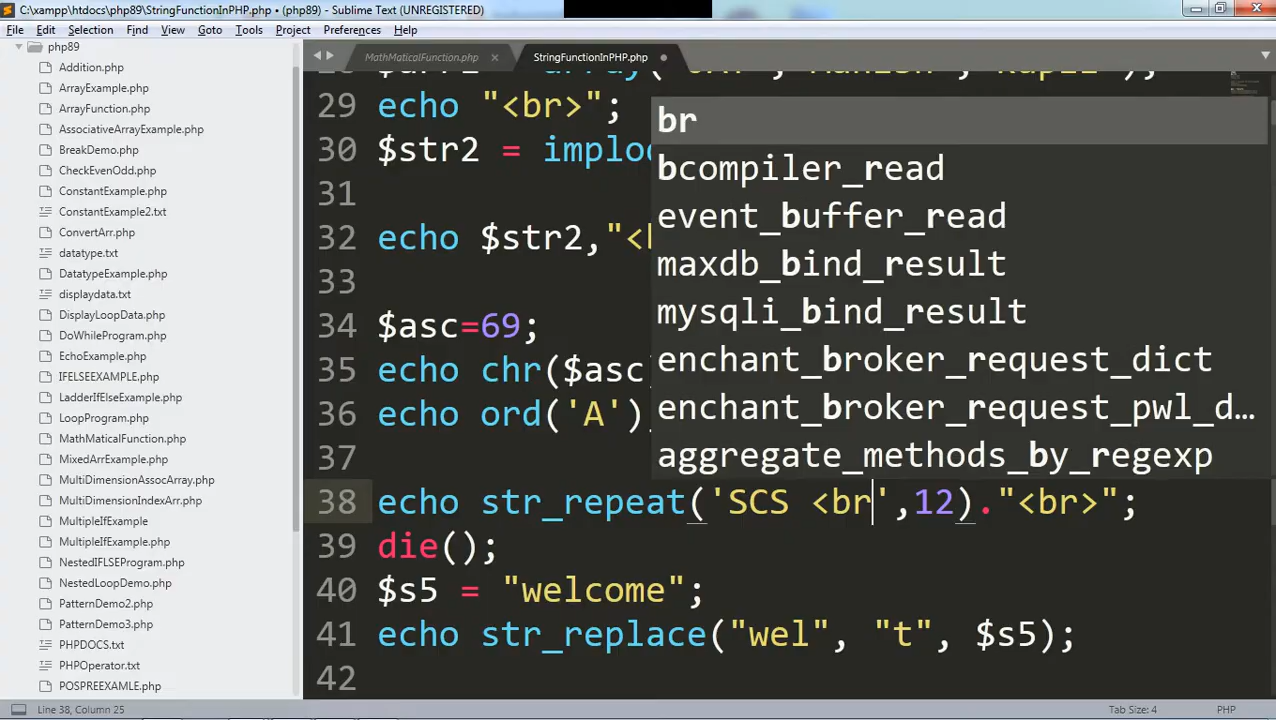 C:\xampp\htdocs\php89\StringFunctionInPHP.php • (php89) - Sublime Text (UNREGISTERED)
File Edit Selection Find View Goto Tools Project Preferences Help
php89
Addition.php
ArrayExample.php
ArrayFunction.php
AssociativeArrayExample.php
BreakDemo.php
CheckEvenOdd.php
ConstantExample.php
ConstantExample2.txt
ConvertArr.php
datatype.txt
DatatypeExample.php
displaydata.txt
DisplayLoopData.php
DoWhileProgram.php
EchoExample.php
IFELSEEXAMPLE.php
LadderIfElseExample.php
LoopProgram.php
MathMaticalFunction.php
MixedArrExample.php
MultiDimensionAssocArray.php
MultiDimensionIndexArr.php
MultipleIfExample
MultipleIfExample.php
NestedIFLSEProgram.php
NestedLoopDemo.php
PatternDemo2.php
PatternDemo3.php
PHPDOCS.txt
PHPOperator.txt
POSPREEXAMLE.php
MathMaticalFunction.php × StringFunctionInPHP.php •
29 echo "<br>";
30 $str2 = implo
31
32 echo $str2,"<
33
34 $asc=69;
35 echo chr($asc
36 echo ord('A')
37
38 echo str_repeat('SCS <br',12)."<br>";
39 die();
40 $s5 = "welcome";
41 echo str_replace("wel", "t", $s5);
42
br
bcompiler_read
event_buffer_read
maxdb_bind_result
mysqli_bind_result
enchant_broker_request_dict
enchant_broker_request_pwl_d…
aggregate_methods_by_regexp
Line 38, Column 25 Tab Size: 4 PHP